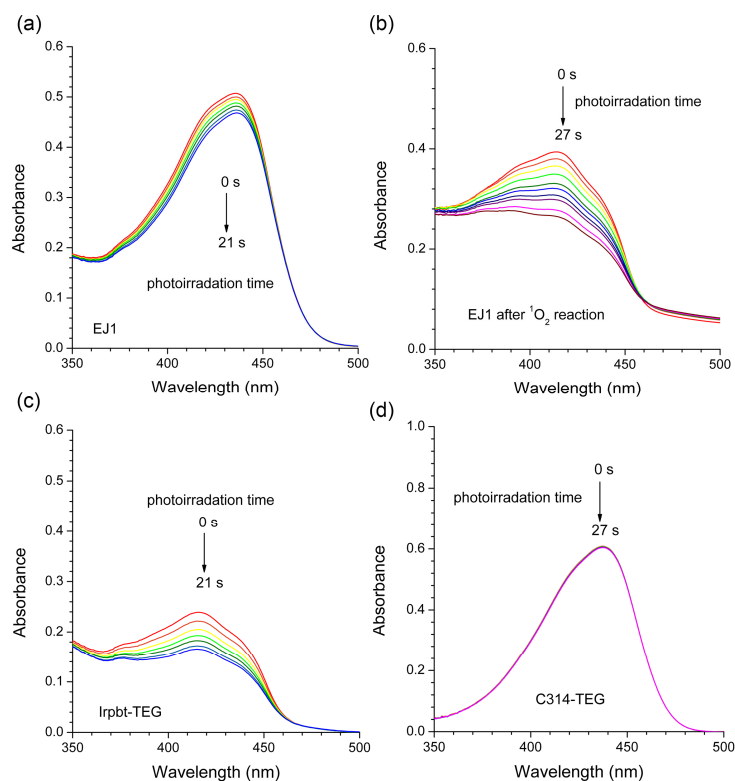 (a)
0.6
0.5
0.4
0.3
0.2
0.1
0.0
Absorbance
0 s
21 s
photoirradation time
EJ1
350 400 450 500
Wavelength (nm)
(b)
0.6
0.4
0.2
0.0
Absorbance
0 s
photoirradation time
27 s
EJ1 after ¹O₂ reaction
350 400 450 500
Wavelength (nm)
(c)
0.6
0.5
0.4
0.3
0.2
0.1
0.0
Absorbance
photoirradation time
0 s
21 s
Irpbt-TEG
350 400 450 500
Wavelength (nm)
(d)
1.0
0.8
0.6
0.4
0.2
0.0
Absorbance
0 s
photoirradation time
27 s
C314-TEG
350 400 450 500
Wavelength (nm)